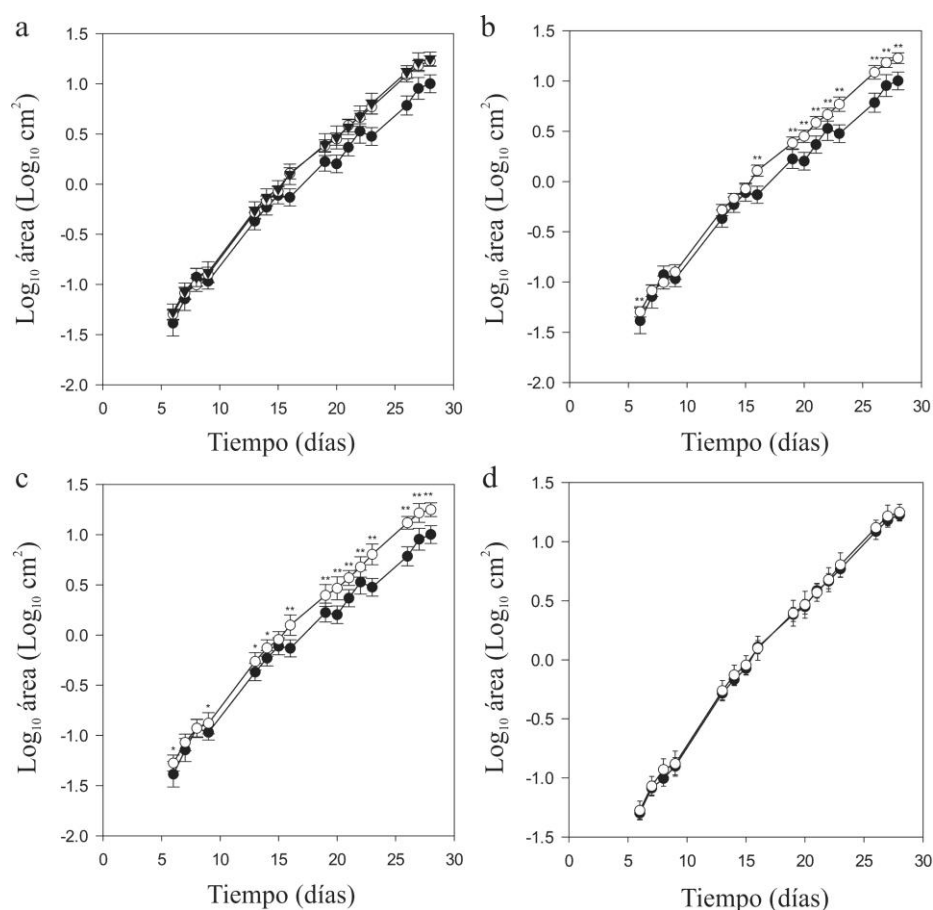 a
Log₁₀ área (Log₁₀ cm²)
1.5
1.0
0.5
0.0
-0.5
-1.0
-1.5
-2.0
0 5 10 15 20 25 30
Tiempo (días)
b
Log₁₀ área (Log₁₀ cm²)
1.5
1.0
0.5
0.0
-0.5
-1.0
-1.5
-2.0
** ** ** ** ** ** ** ** ** **
0 5 10 15 20 25 30
Tiempo (días)
c
Log₁₀ área (Log₁₀ cm²)
1.5
1.0
0.5
0.0
-0.5
-1.0
-1.5
-2.0
* * * * ** ** ** ** ** ** ** ** **
0 5 10 15 20 25 30
Tiempo (días)
d
Log₁₀ área (Log₁₀ cm²)
1.5
1.0
0.5
0.0
-0.5
-1.0
-1.5
0 5 10 15 20 25 30
Tiempo (días)